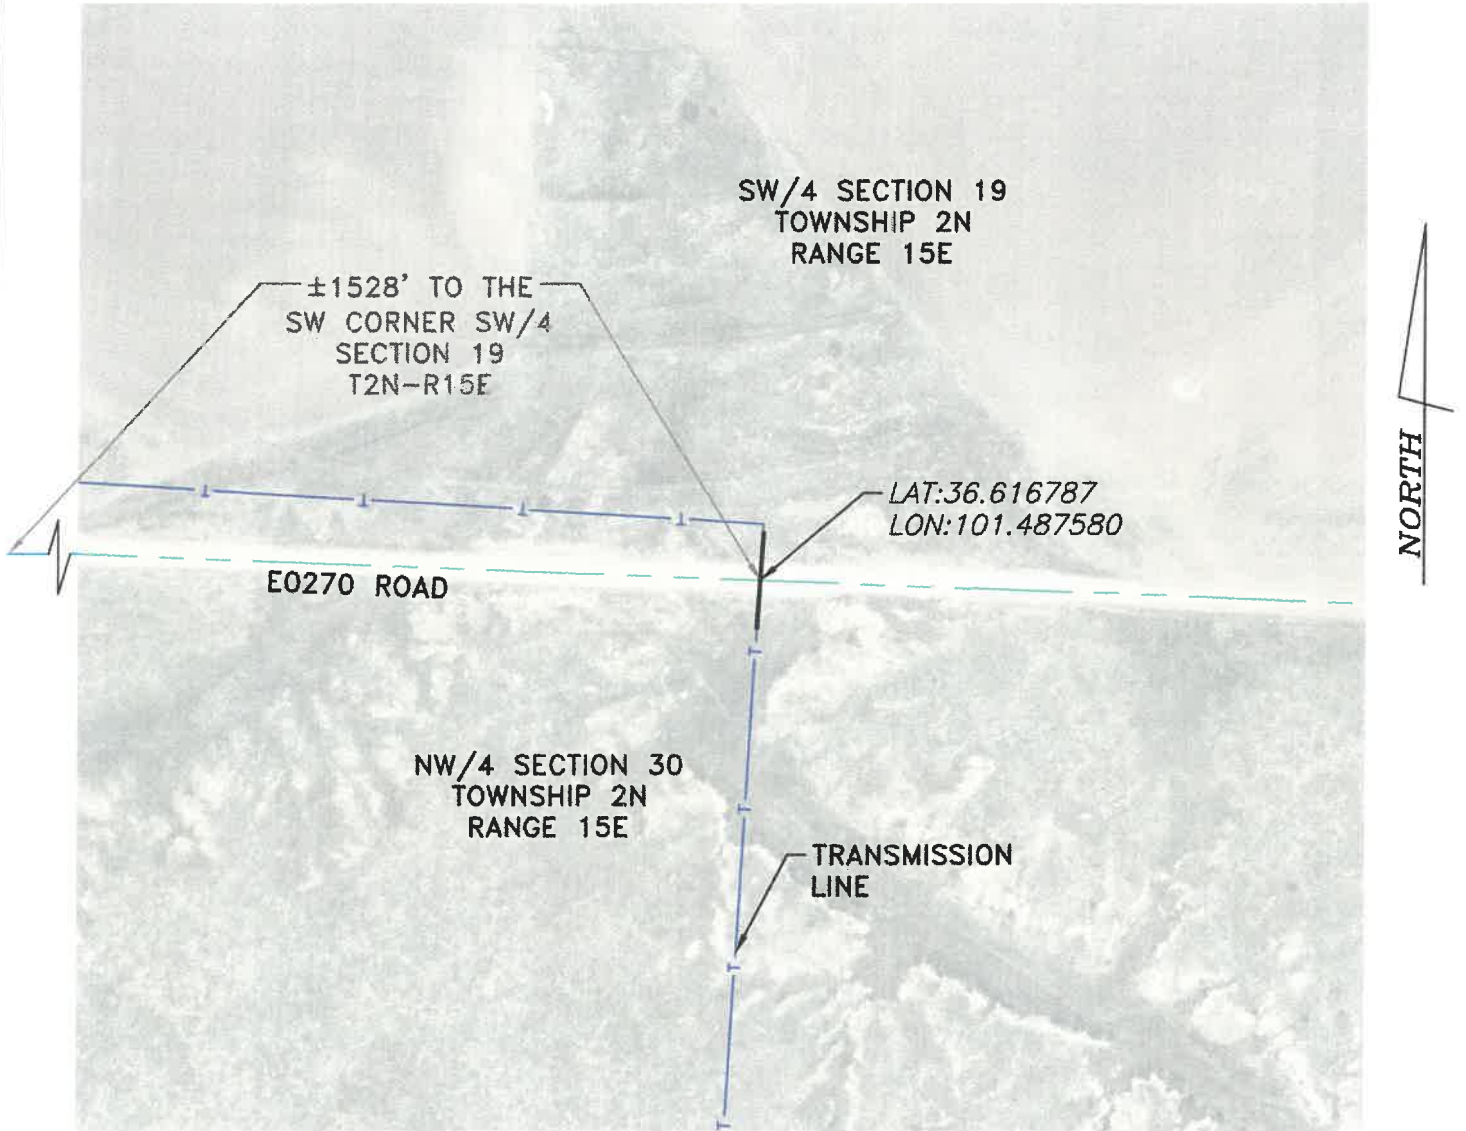 SW/4 SECTION 19
TOWNSHIP 2N
RANGE 15E
±1528' TO THE
SW CORNER SW/4
SECTION 19
T2N-R15E
LAT:36.616787
LON:101.487580
NORTH
E0270 ROAD
T T T T
T
NW/4 SECTION 30
TOWNSHIP 2N
RANGE 15E
T
TRANSMISSION
LINE
T
T